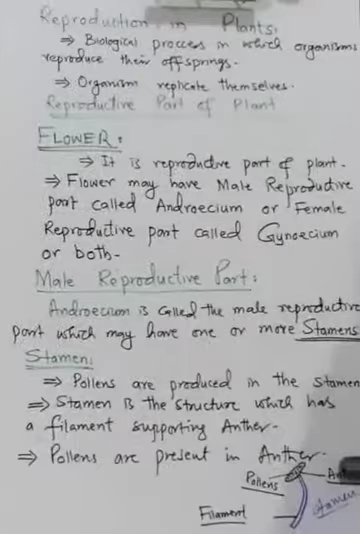 Reproduction in Plants:
⇒ Biological process in which organisms
reproduce their offsprings.
⇒ Organism replicate themselves.
Reproductive Part of Plant
FLOWER:
⇒ It is reproductive part of plant.
⇒ Flower may have Male Reproductive
part called Androecium or Female
Reproductive part called Gynoecium
or both-
Male Reproductive Part:
Androecium is called the male reproductive
part which may have one or more Stamens
Stamen:
⇒ Pollens are produced in the stamen
⇒ Stamen is the structure which has
a filament supporting Anther-
⇒ Pollens are present in Anther-
Pollens
Filament
Stamen